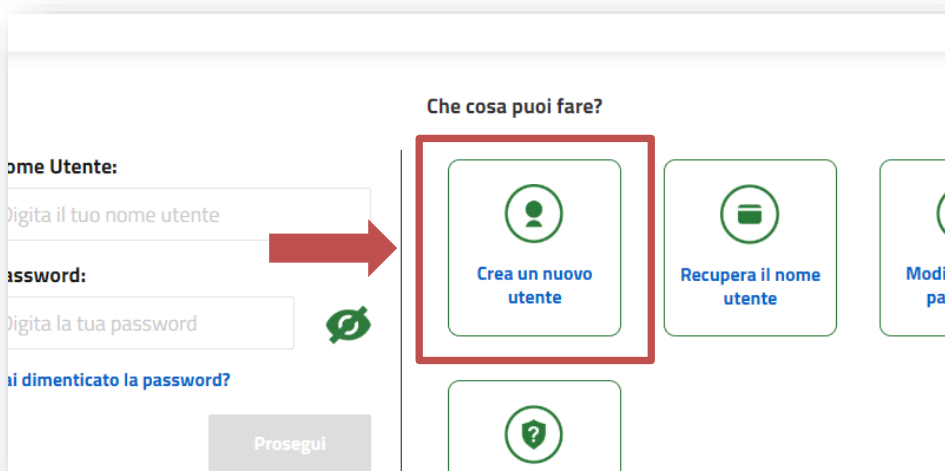 Che cosa puoi fare?
ome Utente:
Digita il tuo nome utente
assword:
Digita la tua password
ai dimenticato la password?
Prosegui
Crea un nuovo
utente
Recupera il nome
utente
Modi
pa